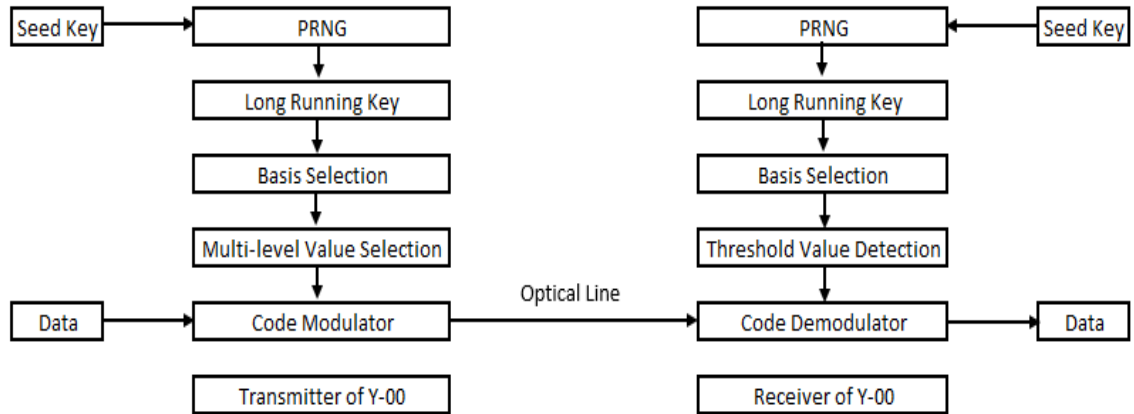 Seed Key
PRNG
PRNG
Seed Key
Long Running Key
Long Running Key
Basis Selection
Basis Selection
Multi-level Value Selection
Threshold Value Detection
Optical Line
Data
Code Modulator
Code Demodulator
Data
Transmitter of Y-00
Receiver of Y-00